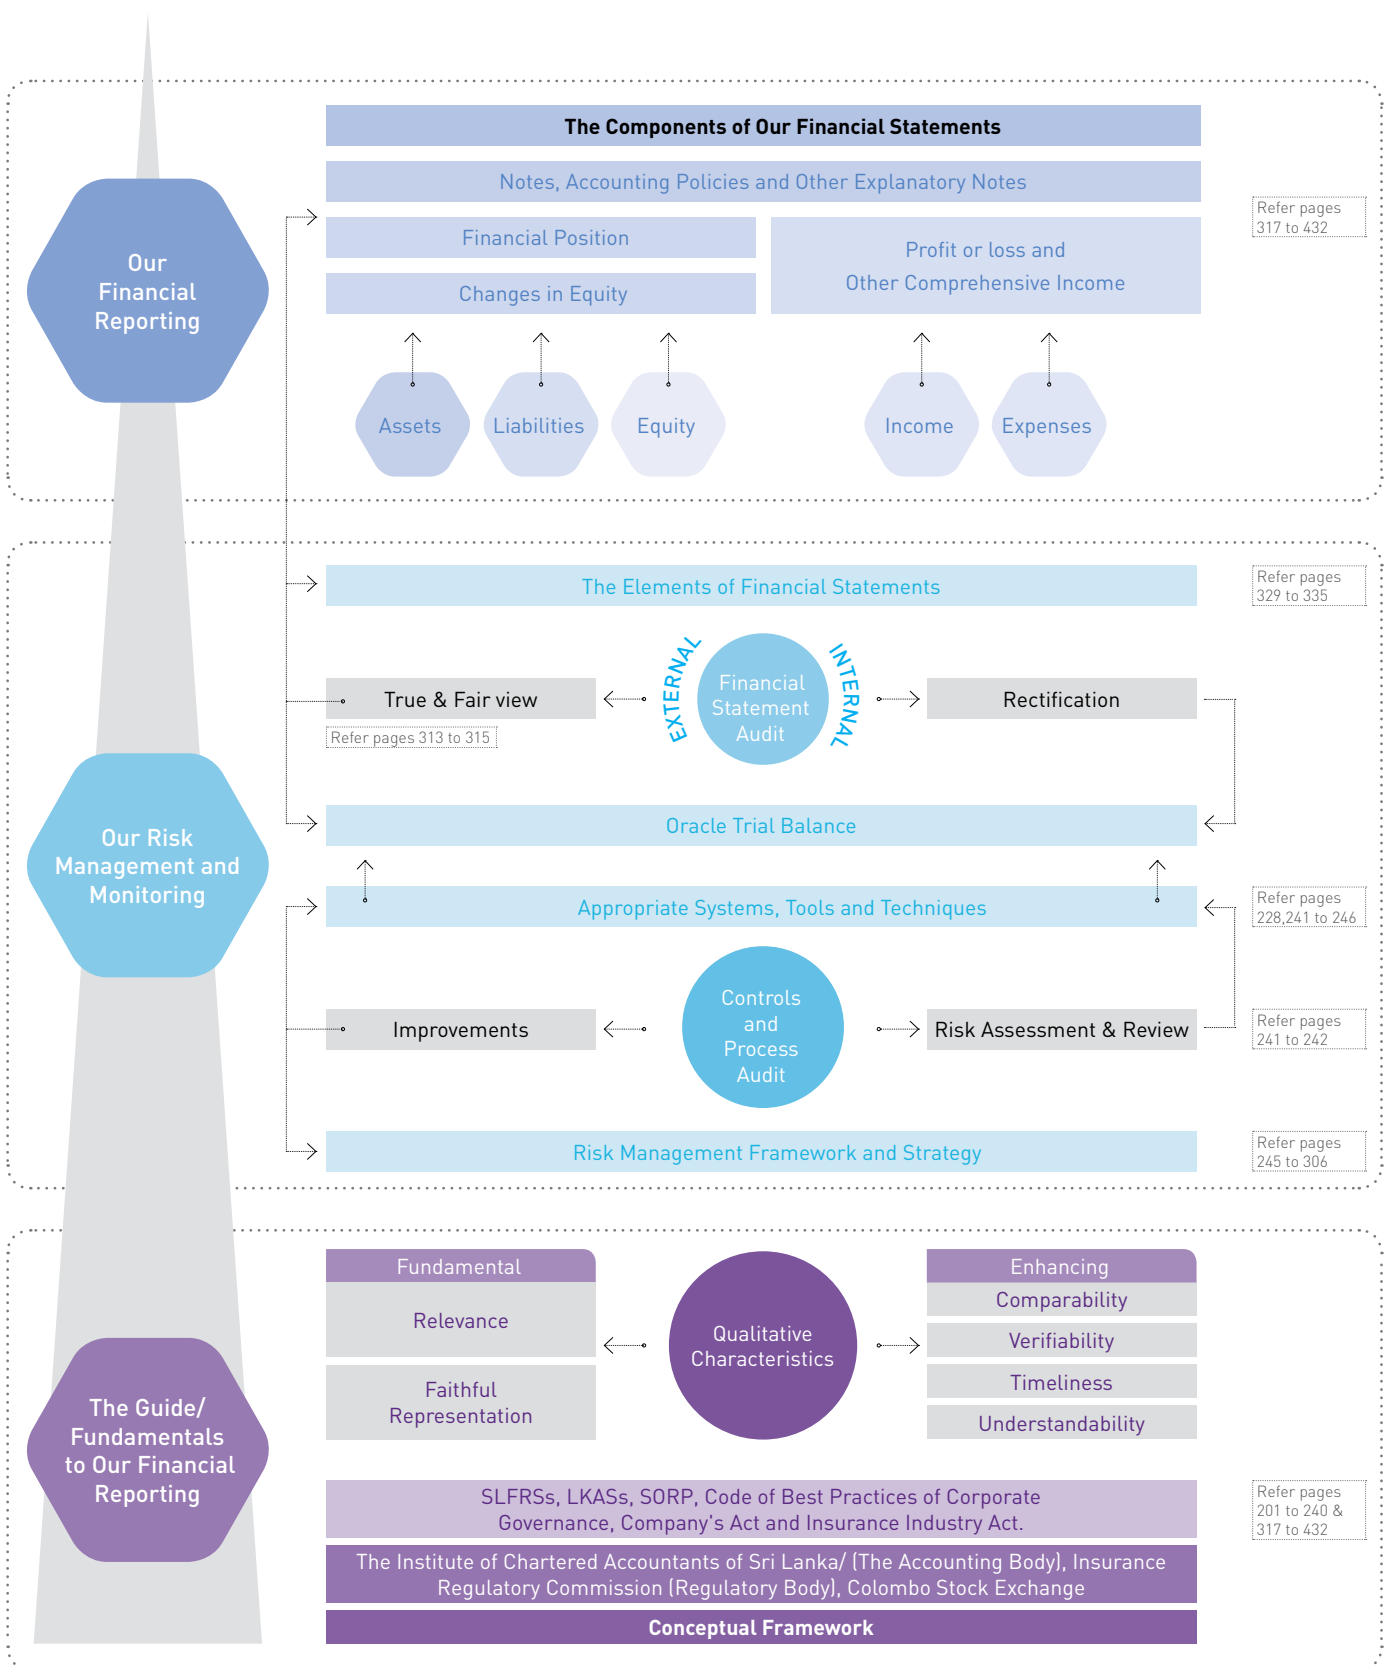 The Components of Our Financial Statements
Notes, Accounting Policies and Other Explanatory Notes
Refer pages
317 to 432
Financial Position
Changes in Equity
Profit or loss and
Other Comprehensive Income
Our
Financial
Reporting
Assets
Liabilities
Equity
Income
Expenses
The Elements of Financial Statements
Refer pages
329 to 335
EXTERNAL
Financial
Statement
Audit
INTERNAL
True & Fair view
Refer pages 313 to 315
Rectification
Oracle Trial Balance
Our Risk
Management and
Monitoring
Appropriate Systems, Tools and Techniques
Refer pages
228,241 to 246
Controls
and
Process
Audit
Improvements
Risk Assessment & Review
Refer pages
241 to 242
Risk Management Framework and Strategy
Refer pages
245 to 306
Fundamental
Relevance
Faithful
Representation
Qualitative
Characteristics
Enhancing
Comparability
Verifiability
Timeliness
Understandability
The Guide/
Fundamentals
to Our Financial
Reporting
SLFRSs, LKASs, SORP, Code of Best Practices of Corporate
Governance, Company's Act and Insurance Industry Act.
Refer pages
201 to 240 &
317 to 432
The Institute of Chartered Accountants of Sri Lanka/ (The Accounting Body), Insurance
Regulatory Commission (Regulatory Body), Colombo Stock Exchange
Conceptual Framework